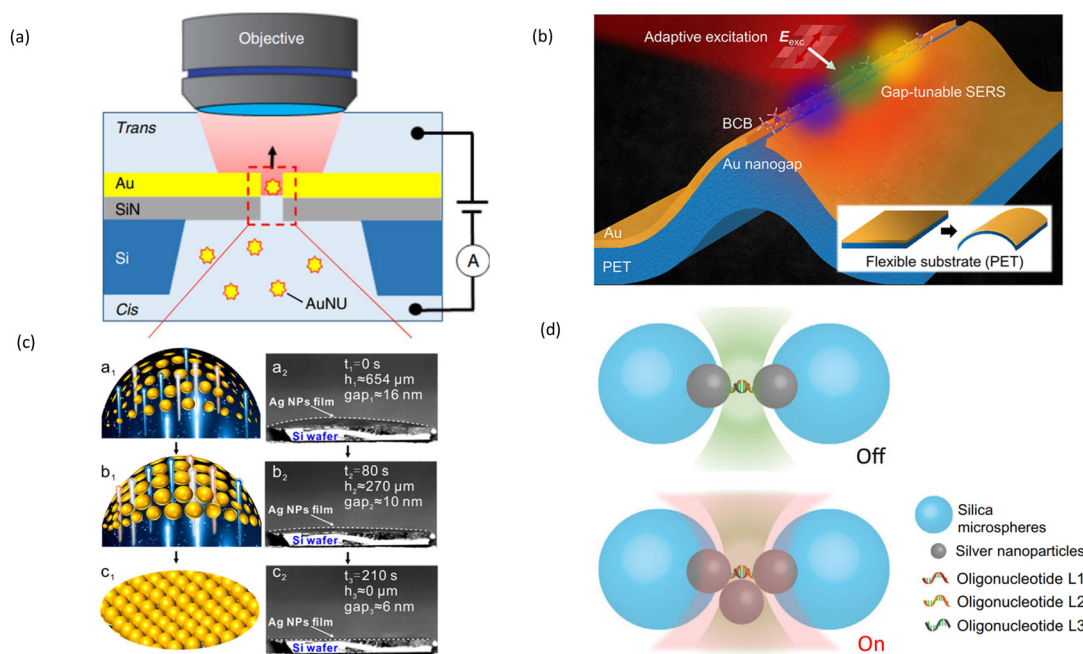 (a)
Objective
Trans
Au
SiN
Si
A
AuNU
Cis
(b)
Adaptive excitation
Eexc
Gap-tunable SERS
BCB
Au nanogap
Au
PET
Flexible substrate (PET)
(c)
a1
a2
t1=0 s
h1≈654 μm
gap1≈16 nm
Ag NPs film
Si wafer
b1
b2
t2=80 s
h2≈270 μm
gap2≈10 nm
Ag NPs film
Si wafer
c1
c2
t3=210 s
h3≈0 μm
gap3≈6 nm
Ag NPs film
Si wafer
(d)
Off
On
Silica
microspheres
Silver nanoparticles
Oligonucleotide L1
Oligonucleotide L2
Oligonucleotide L3